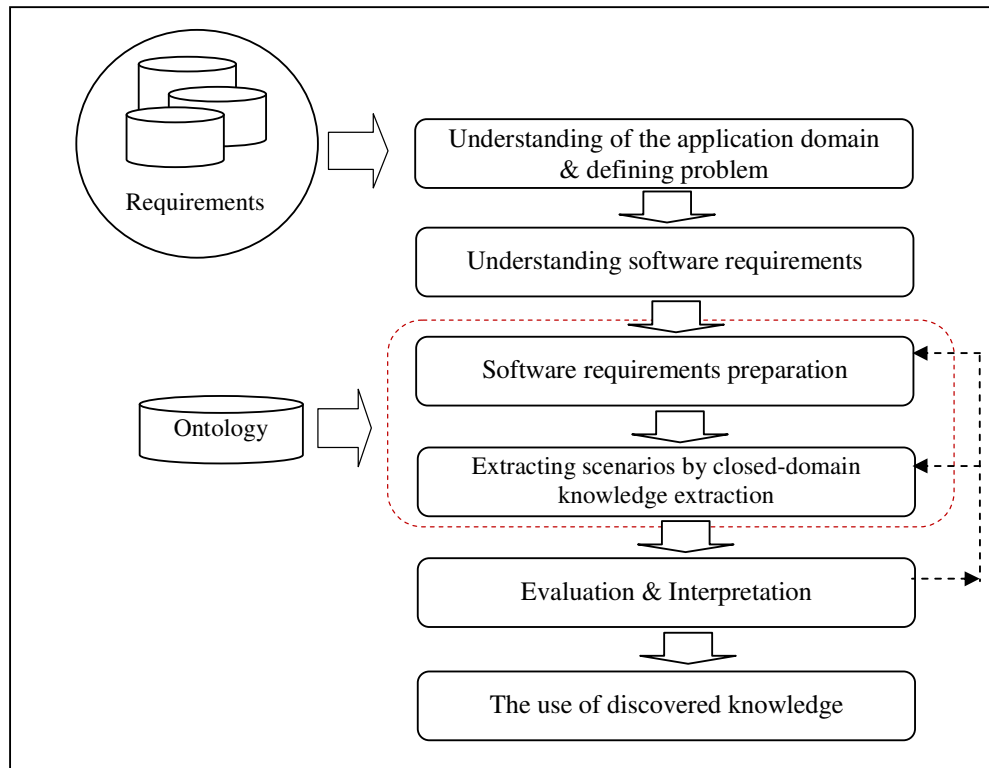 Requirements
Understanding of the application domain
& defining problem
Understanding software requirements
Software requirements preparation
Ontology
Extracting scenarios by closed-domain
knowledge extraction
Evaluation & Interpretation
The use of discovered knowledge